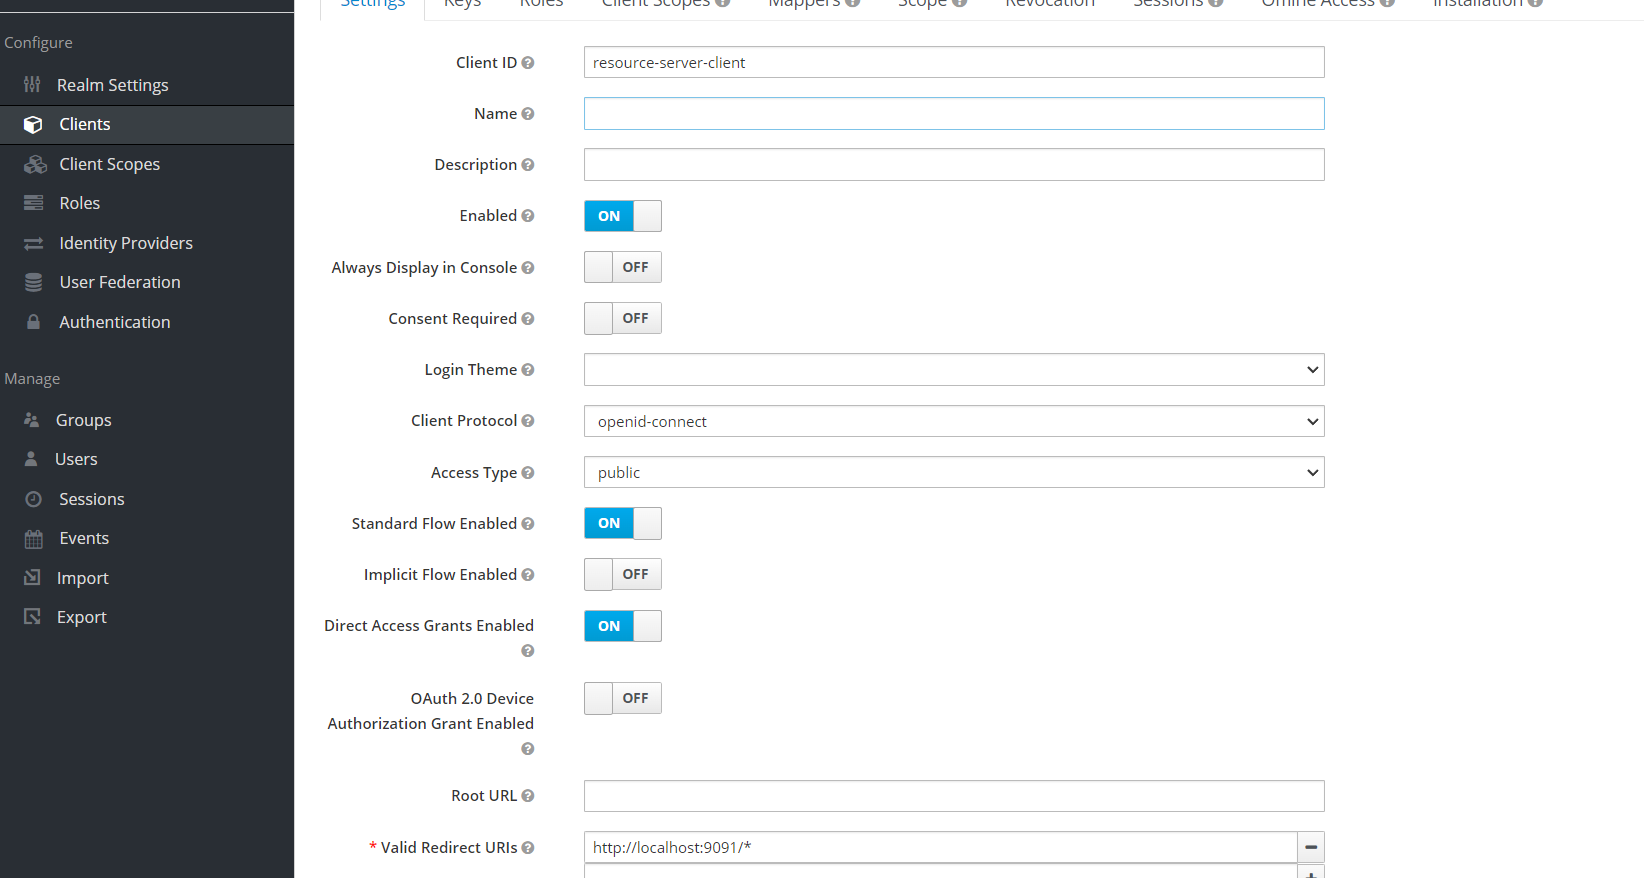 Settings Keys Roles Client Scopes Mappers Scope Revocation Sessions Offline Access Installation
Configure
Realm Settings
Clients
Client Scopes
Roles
Identity Providers
User Federation
Authentication
Manage
Groups
Users
Sessions
Events
Import
Export
Client ID resource-server-client
Name
Description
Enabled ON
Always Display in Console OFF
Consent Required OFF
Login Theme
Client Protocol openid-connect
Access Type public
Standard Flow Enabled ON
Implicit Flow Enabled OFF
Direct Access Grants Enabled ON
OAuth 2.0 Device OFF
Authorization Grant Enabled
Root URL
* Valid Redirect URIs http://localhost:9091/*